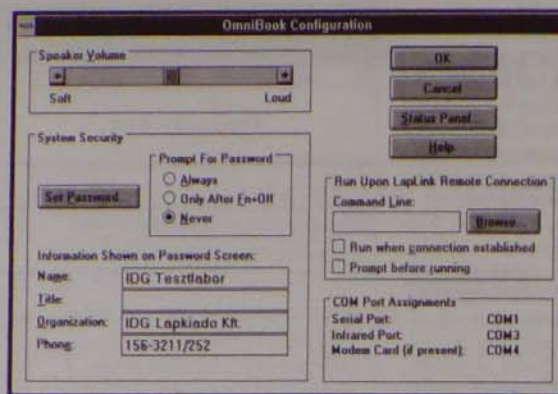 OmniBook Configuration
Speaker Volume
Soft
Loud
System Security
Prompt For Password
Always
Only After Fn+Off
Never
Set Password...
Information Shown on Password Screen:
Name: IDG Tesztlabor
Title:
Organization: IDG Lapkiadó Kft.
Phone: 156-3211/252
OK
Cancel
Status Panel...
Help
Run Upon LapLink Remote Connection
Command Line:
Browse...
Run when connection established
Prompt before running
COM Port Assignments
Serial Port: COM1
Infrared Port: COM3
Modem Card (if present): COM4